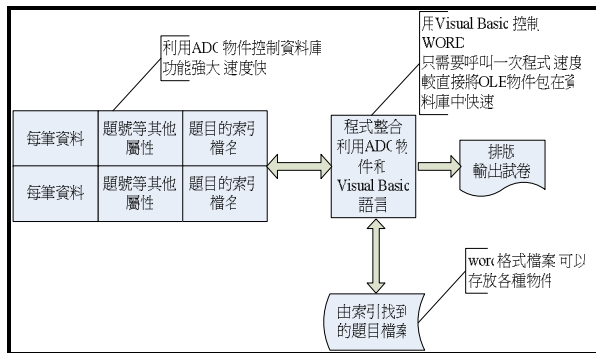 利用ADO物件控制資料庫
功能強大 速度快
用Visual Basic 控制
WORD
只需要呼叫一次程式 速度
較直接將OLE物件包在資
料庫中快速
每筆資料
題號等其他
屬性
題目的索引
檔名
每筆資料
題號等其他
屬性
題目的索引
檔名
程式整合
利用ADO物
件和
Visual Basic
語言
排版
輸出試卷
word格式檔案 可以
存放各種物件
由索引找到
的題目檔案